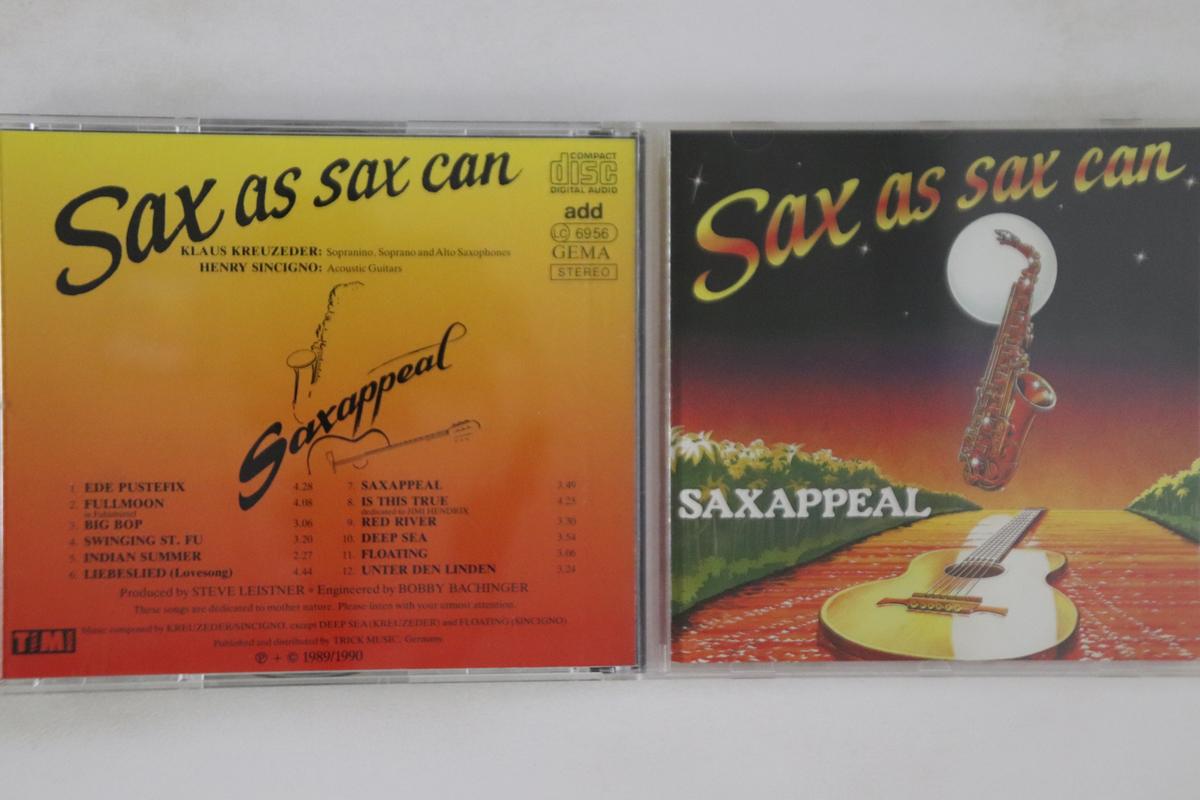 Sax as sax can
COMPACT
disc
DIGITAL AUDIO
add
LC 6956
GEMA
STEREO
KLAUS KREUZEDER: Sopranino, Soprano and Alto Saxophones
HENRY SINCIGNO: Acoustic Guitars
Saxappeal
1. EDE PUSTEFIX 4.28
2. FULLMOON 4.08
3. BIG BOP 3.06
4. SWINGING ST. FU 3.20
5. INDIAN SUMMER 2.27
6. LIEBESLIED (Lovesong) 4.44
7. SAXAPPEAL 3.49
8. IS THIS TRUE 4.25
dedicated to JIMI HENDRIX
9. RED RIVER 3.30
10. DEEP SEA 3.54
11. FLOATING 3.06
12. UNTER DEN LINDEN 3.24
Produced by STEVE LEISTNER • Engineered by BOBBY BACHINGER
These songs are dedicated to mother nature. Please listen with your utmost attention.
Music composed by KREUZEDER/SINCIGNO, except DEEP SEA (KREUZEDER) and FLOATING (SINCIGNO)
Published and distributed by TRICK MUSIC, Germany
℗ + © 1989/1990
Sax as sax can
SAXAPPEAL